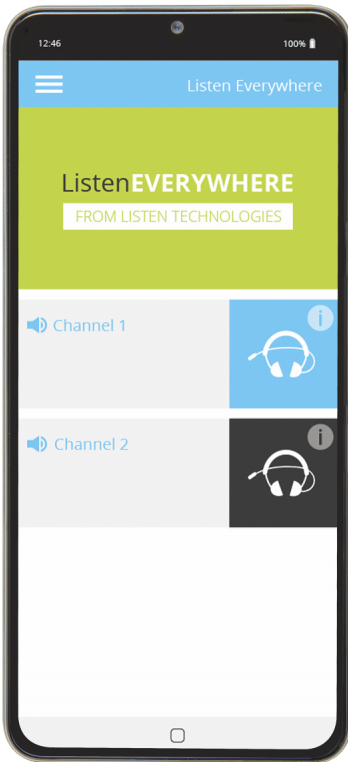 12:46
100%
Listen Everywhere
ListenEVERYWHERE
FROM LISTEN TECHNOLOGIES
Channel 1
i
Channel 2
i